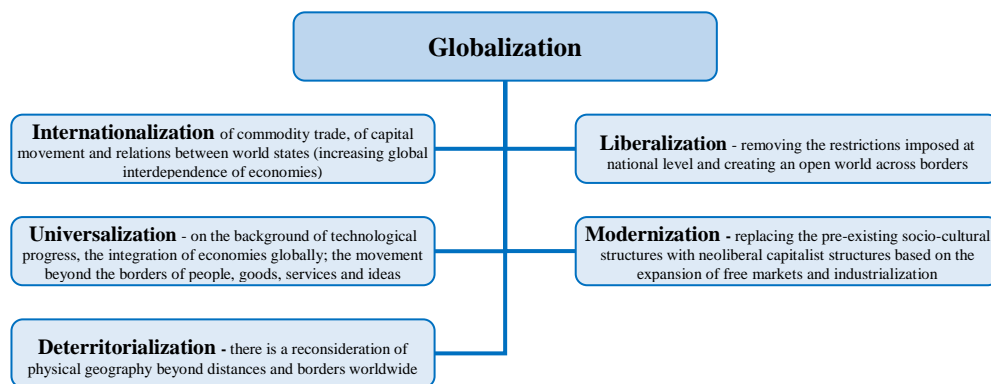 Globalization
Internationalization of commodity trade, of capital
movement and relations between world states (increasing global
interdependence of economies)
Liberalization - removing the restrictions imposed at
national level and creating an open world across borders
Universalization - on the background of technological
progress, the integration of economies globally; the movement
beyond the borders of people, goods, services and ideas
Modernization - replacing the pre-existing socio-cultural
structures with neoliberal capitalist structures based on the
expansion of free markets and industrialization
Deterritorialization - there is a reconsideration of
physical geography beyond distances and borders worldwide